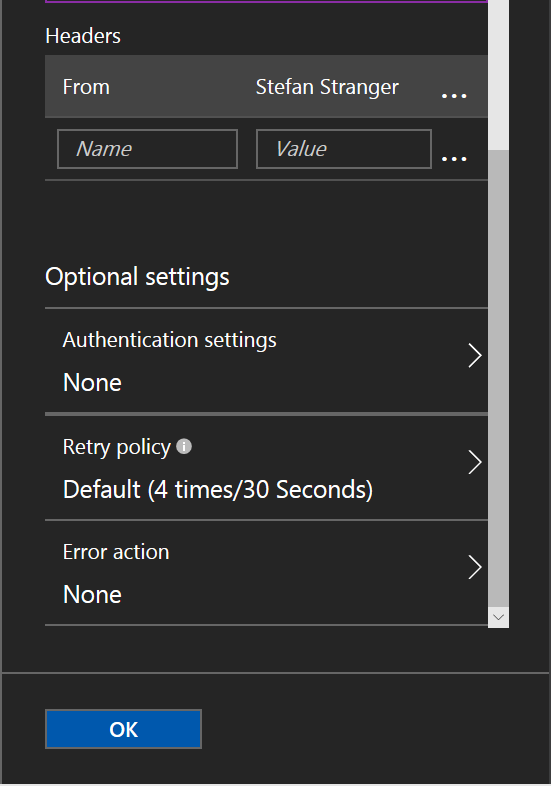 Headers
From Stefan Stranger ...
Name Value ...
Optional settings
Authentication settings
None
Retry policy
Default (4 times/30 Seconds)
Error action
None
OK